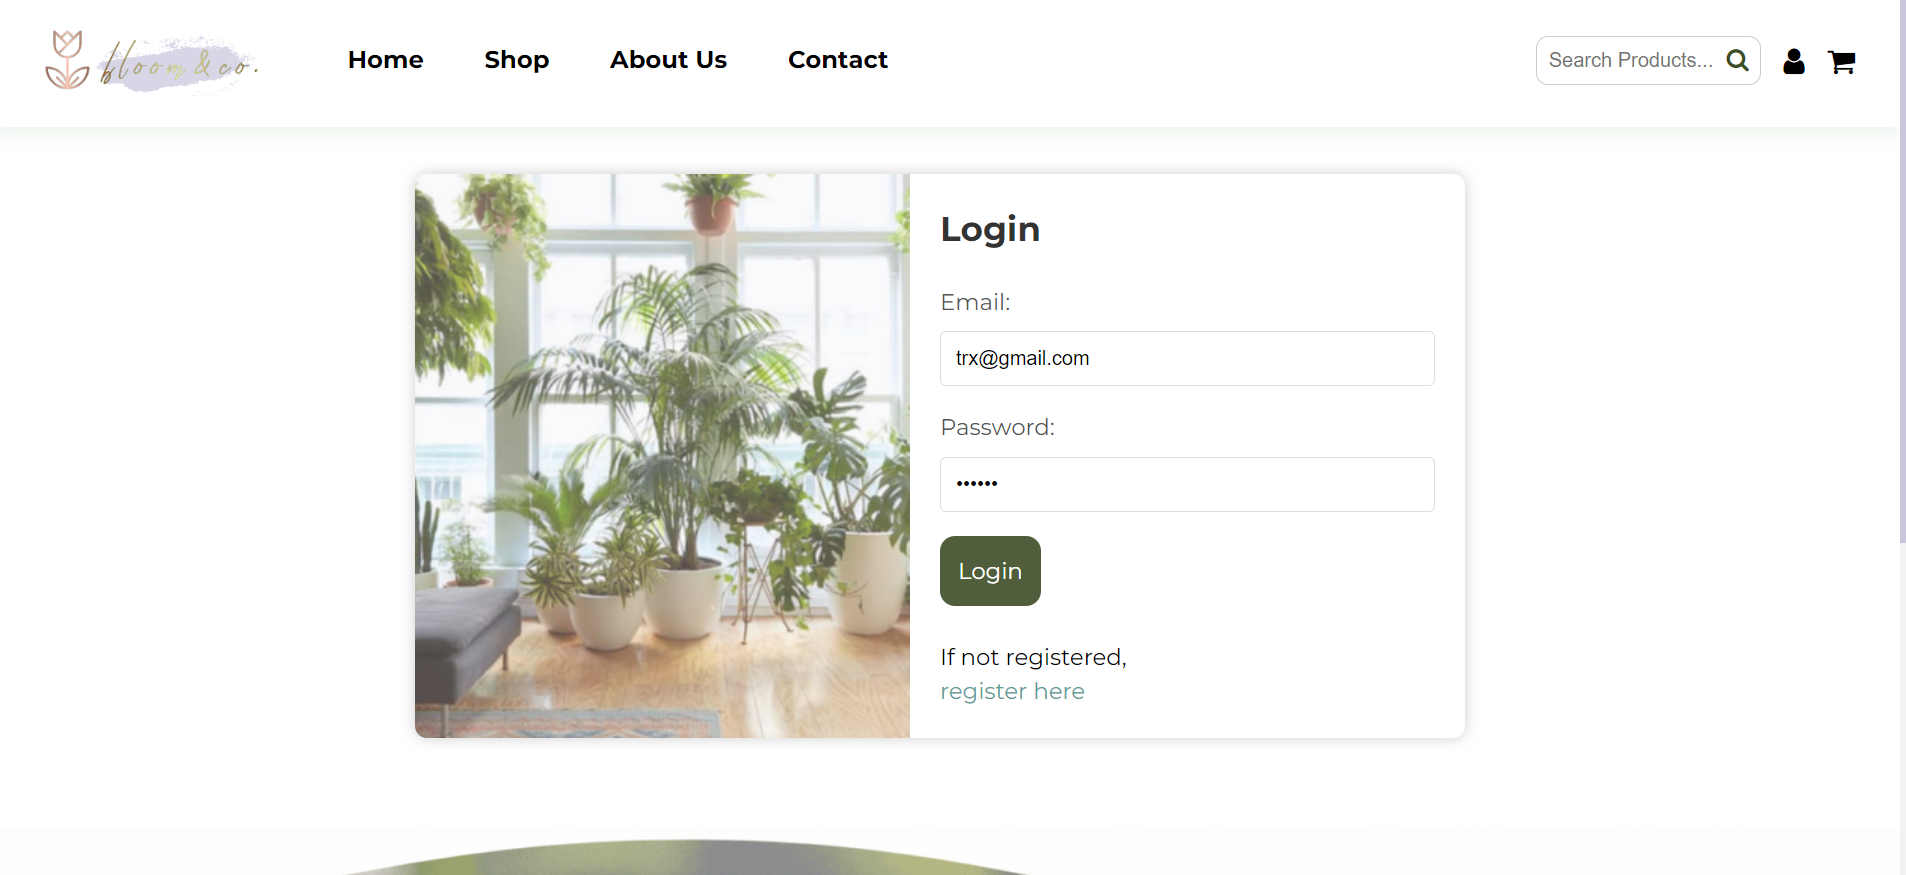 bloom & co.
Home Shop About Us Contact
Search Products...
Login
Email:
trx@gmail.com
Password:
••••••
Login
If not registered,
register here